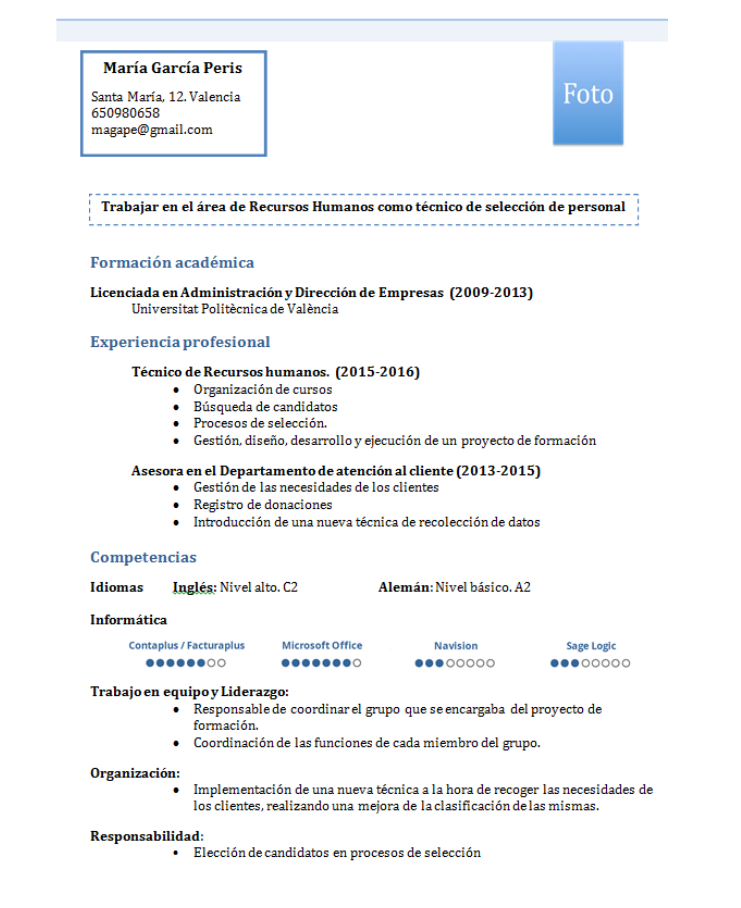 María García Peris
Santa María, 12. Valencia
650980658
magape@gmail.com
Foto
Trabajar en el área de Recursos Humanos como técnico de selección de personal
Formación académica
Licenciada en Administración y Dirección de Empresas (2009-2013)
Universitat Politècnica de València
Experiencia profesional
Técnico de Recursos humanos. (2015-2016)
• Organización de cursos
• Búsqueda de candidatos
• Procesos de selección.
• Gestión, diseño, desarrollo y ejecución de un proyecto de formación
Asesora en el Departamento de atención al cliente (2013-2015)
• Gestión de las necesidades de los clientes
• Registro de donaciones
• Introducción de una nueva técnica de recolección de datos
Competencias
Idiomas Inglés: Nivel alto. C2 Alemán: Nivel básico. A2
Informática
Contaplus / Facturaplus Microsoft Office Navision Sage Logic
Trabajo en equipo y Liderazgo:
• Responsable de coordinar el grupo que se encargaba del proyecto de
formación.
• Coordinación de las funciones de cada miembro del grupo.
Organización:
• Implementación de una nueva técnica a la hora de recoger las necesidades de
los clientes, realizando una mejora de la clasificación de las mismas.
Responsabilidad:
• Elección de candidatos en procesos de selección